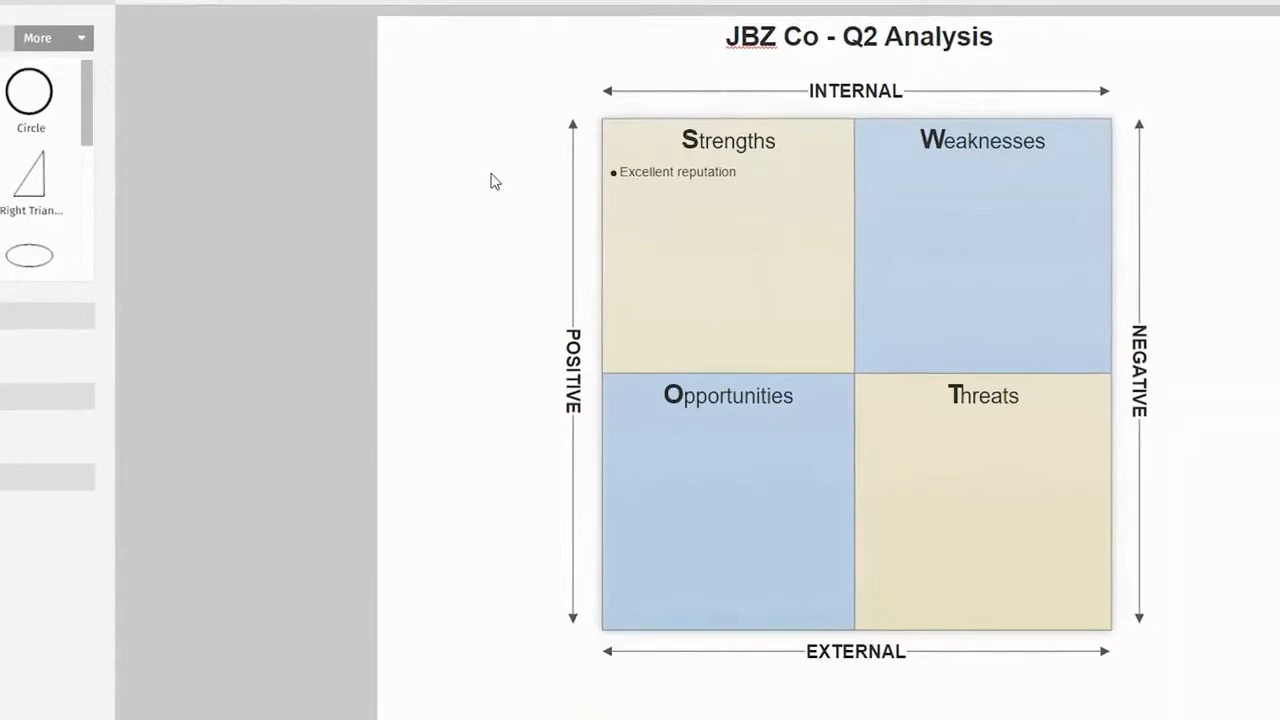 More
Circle
Right Trian...
JBZ Co - Q2 Analysis
INTERNAL
POSITIVE
NEGATIVE
Strengths
• Excellent reputation
Weaknesses
Opportunities
Threats
EXTERNAL